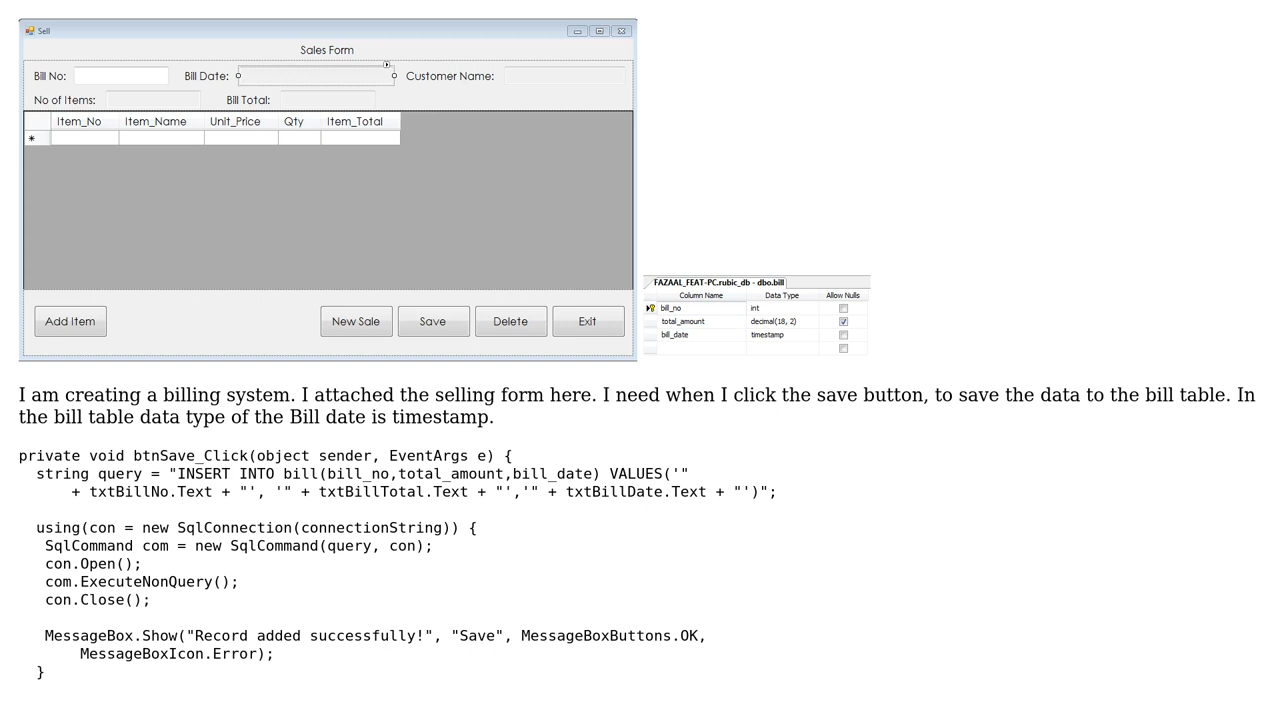 Sell
Sales Form
Bill No: Bill Date: Customer Name:
No of Items: Bill Total:
Item_No Item_Name Unit_Price Qty Item_Total
*
Add Item New Sale Save Delete Exit
FAZAAL_FEAT-PC.rubic_db - dbo.bill
Column Name Data Type Allow Nulls
bill_no int
total_amount decimal(18, 2)
bill_date timestamp
I am creating a billing system. I attached the selling form here. I need when I click the save button, to save the data to the bill table. In
the bill table data type of the Bill date is timestamp.
private void btnSave_Click(object sender, EventArgs e) {
string query = "INSERT INTO bill(bill_no,total_amount,bill_date) VALUES('"
+ txtBillNo.Text + "', '" + txtBillTotal.Text + "','" + txtBillDate.Text + "')";
using(con = new SqlConnection(connectionString)) {
SqlCommand com = new SqlCommand(query, con);
con.Open();
com.ExecuteNonQuery();
con.Close();
MessageBox.Show("Record added successfully!", "Save", MessageBoxButtons.OK,
MessageBoxIcon.Error);
}